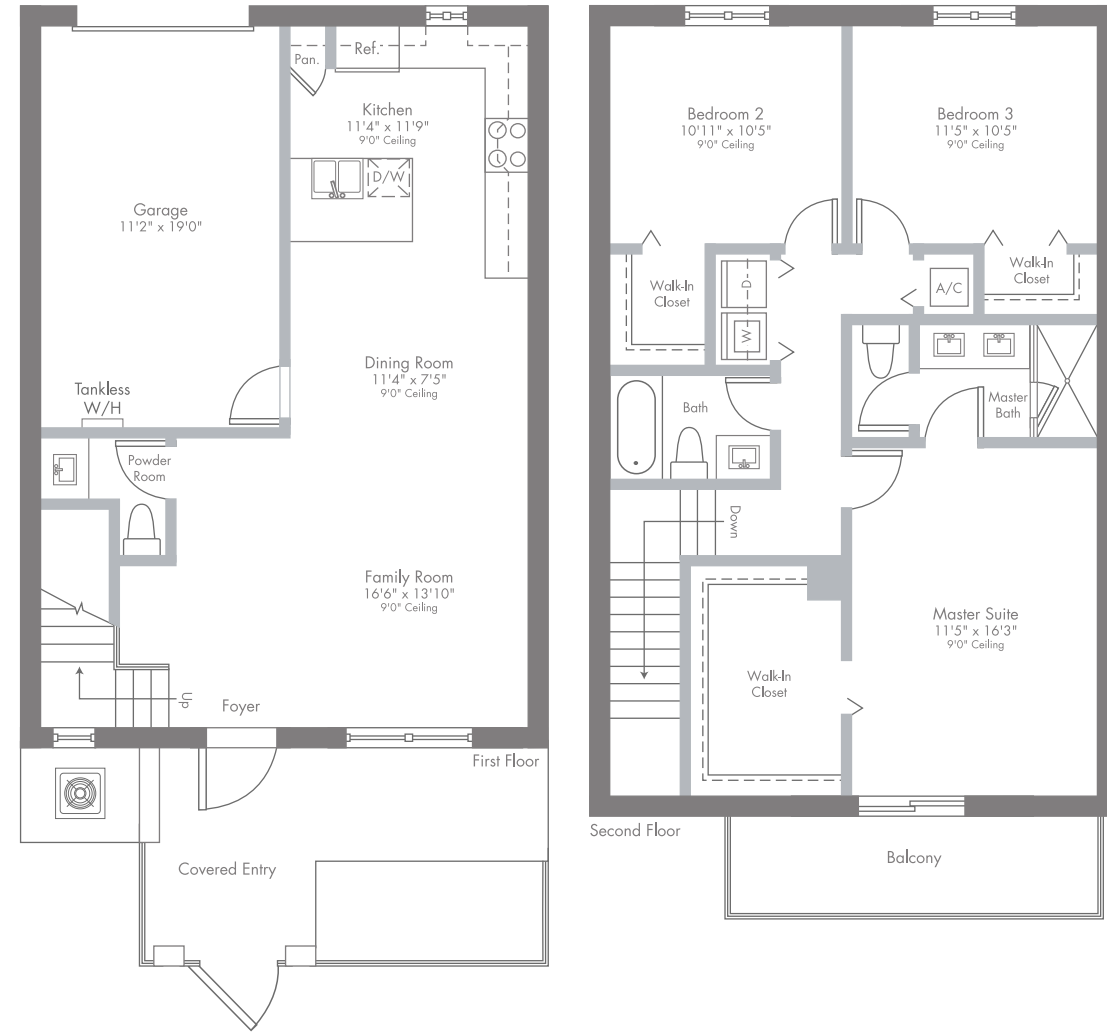 Pan.
Ref.
Kitchen
11'4" x 11'9"
9'0" Ceiling
D/W
Garage
11'2" x 19'0"
Dining Room
11'4" x 7'5"
9'0" Ceiling
Tankless
W/H
Powder
Room
Family Room
16'6" x 13'10"
9'0" Ceiling
Up
Foyer
First Floor
Covered Entry
Bedroom 2
10'11" x 10'5"
9'0" Ceiling
Bedroom 3
11'5" x 10'5"
9'0" Ceiling
Walk-In
Closet
D
W
A/C
Walk-In
Closet
Bath
Master
Bath
Down
Master Suite
11'5" x 16'3"
9'0" Ceiling
Walk-In
Closet
Second Floor
Balcony